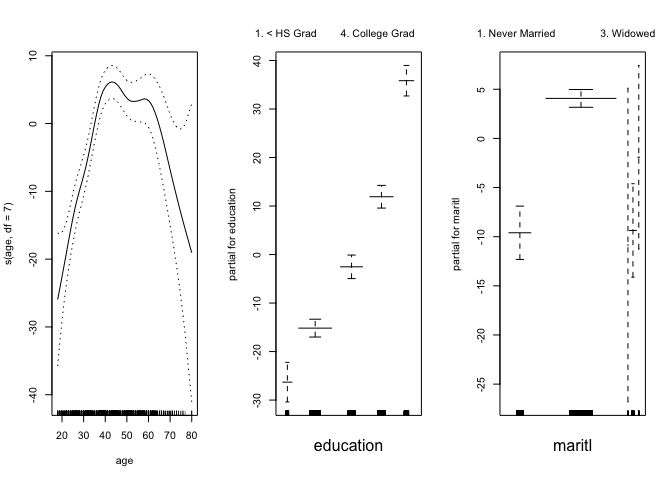 s(age, df = 7)
10
0
-10
-20
-30
-40
20 30 40 50 60 70 80
age
1. < HS Grad 4. College Grad
partial for education
40
30
20
10
0
-10
-20
-30
education
1. Never Married 3. Widowed
partial for maritl
5
0
-5
-10
-15
-20
-25
maritl